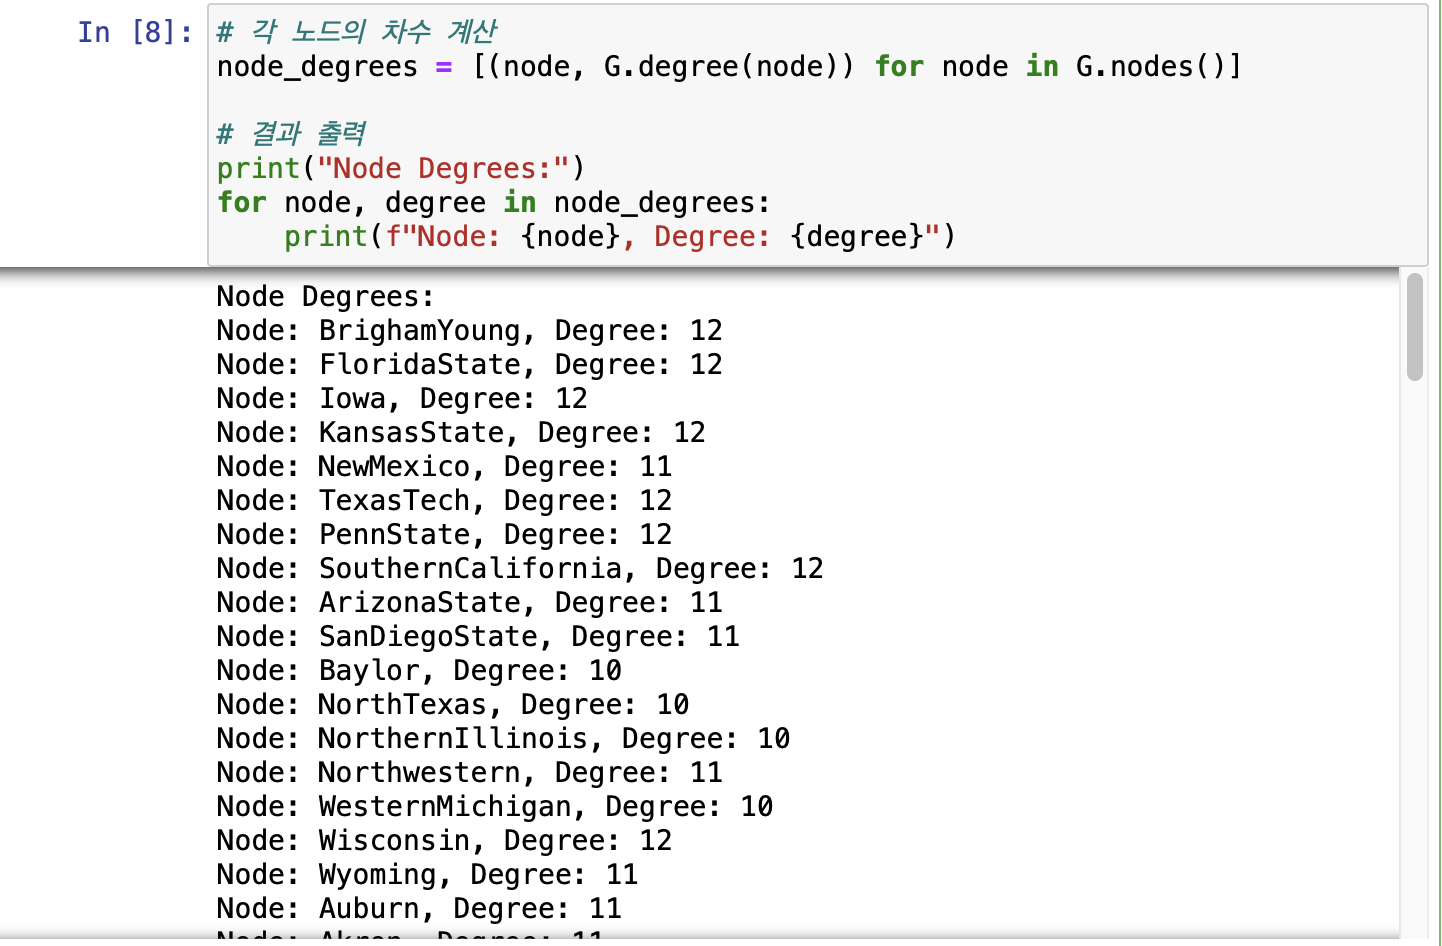 In [8]:
# 각 노드의 차수 계산
node_degrees = [(node, G.degree(node)) for node in G.nodes()]
# 결과 출력
print("Node Degrees:")
for node, degree in node_degrees:
    print(f"Node: {node}, Degree: {degree}")
Node Degrees:
Node: BrighamYoung, Degree: 12
Node: FloridaState, Degree: 12
Node: Iowa, Degree: 12
Node: KansasState, Degree: 12
Node: NewMexico, Degree: 11
Node: TexasTech, Degree: 12
Node: PennState, Degree: 12
Node: SouthernCalifornia, Degree: 12
Node: ArizonaState, Degree: 11
Node: SanDiegoState, Degree: 11
Node: Baylor, Degree: 10
Node: NorthTexas, Degree: 10
Node: NorthernIllinois, Degree: 10
Node: Northwestern, Degree: 11
Node: WesternMichigan, Degree: 10
Node: Wisconsin, Degree: 12
Node: Wyoming, Degree: 11
Node: Auburn, Degree: 11
Node: Akron, Degree: 11